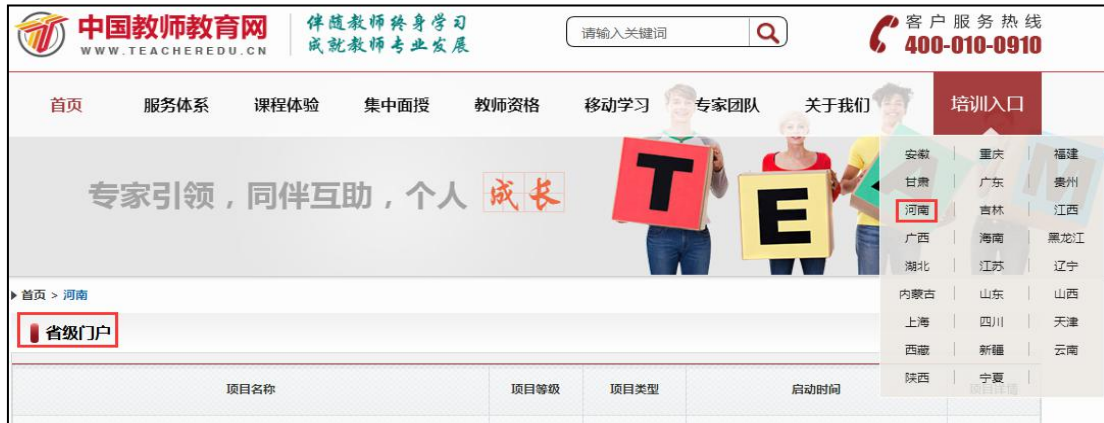 中国教师教育网
WWW.TEACHEREDU.CN
伴随教师终身学习
成就教师专业发展
请输入关键词
客户服务热线
400-010-0910
首页 服务体系 课程体验 集中面授 教师资格 移动学习 专家团队 关于我们 培训入口
专家引领，同伴互助，个人 成长
T E
安徽 重庆 福建
甘肃 广东 贵州
河南 吉林 江西
广西 海南 黑龙江
湖北 江苏 辽宁
内蒙古 山东 山西
上海 四川 天津
西藏 新疆 云南
陕西 宁夏
首页 > 河南
省级门户
项目名称 项目等级 项目类型 启动时间 项目详情